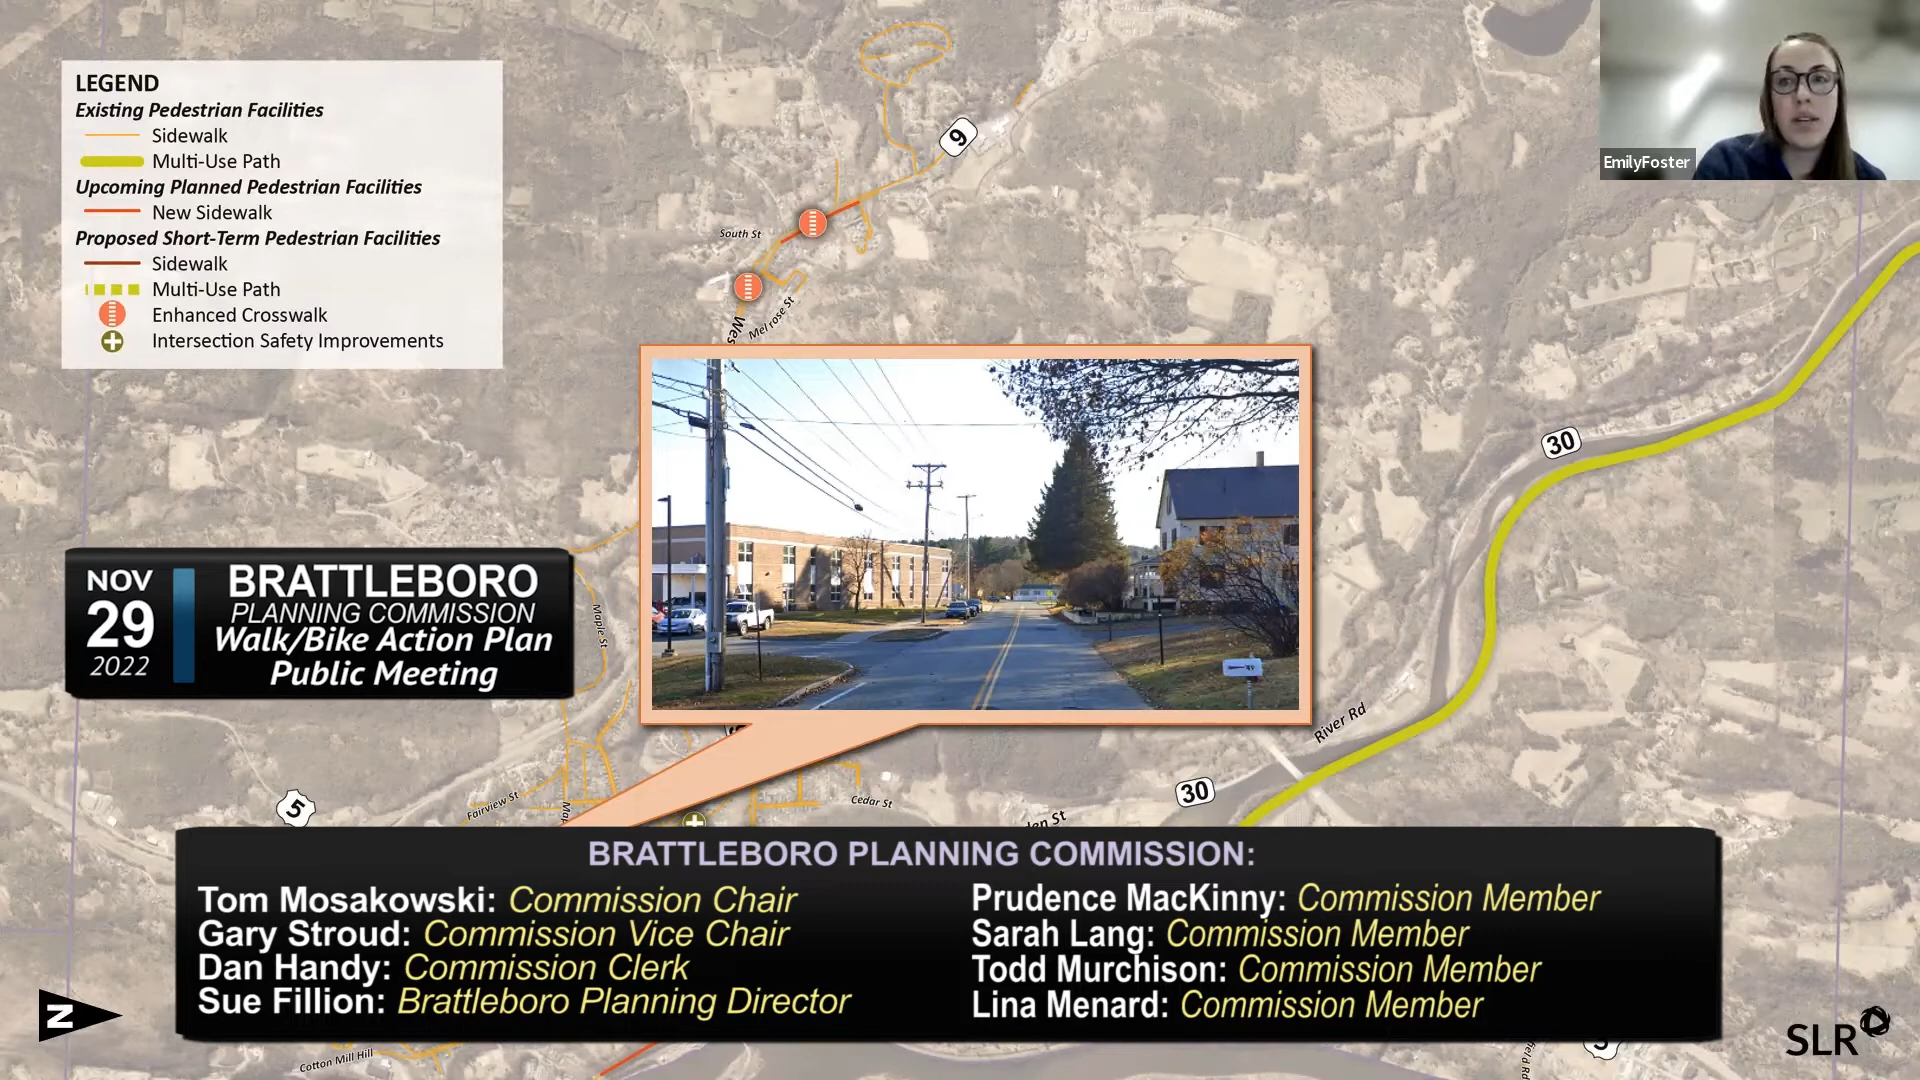 LEGEND
Existing Pedestrian Facilities
Sidewalk
Multi-Use Path
Upcoming Planned Pedestrian Facilities
New Sidewalk
Proposed Short-Term Pedestrian Facilities
Sidewalk
Multi-Use Path
Enhanced Crosswalk
Intersection Safety Improvements
EmilyFoster
9
South St
Melrose St
Wes
30
NOV
29
2022
BRATTLEBORO
PLANNING COMMISSION
Walk/Bike Action Plan
Public Meeting
Maple St
River Rd
30
5
Fairview St
Cedar St
St
BRATTLEBORO PLANNING COMMISSION:
Tom Mosakowski: Commission Chair
Gary Stroud: Commission Vice Chair
Dan Handy: Commission Clerk
Sue Fillion: Brattleboro Planning Director
Prudence MacKinny: Commission Member
Sarah Lang: Commission Member
Todd Murchison: Commission Member
Lina Menard: Commission Member
N
Cotton Mill Hill
SLR